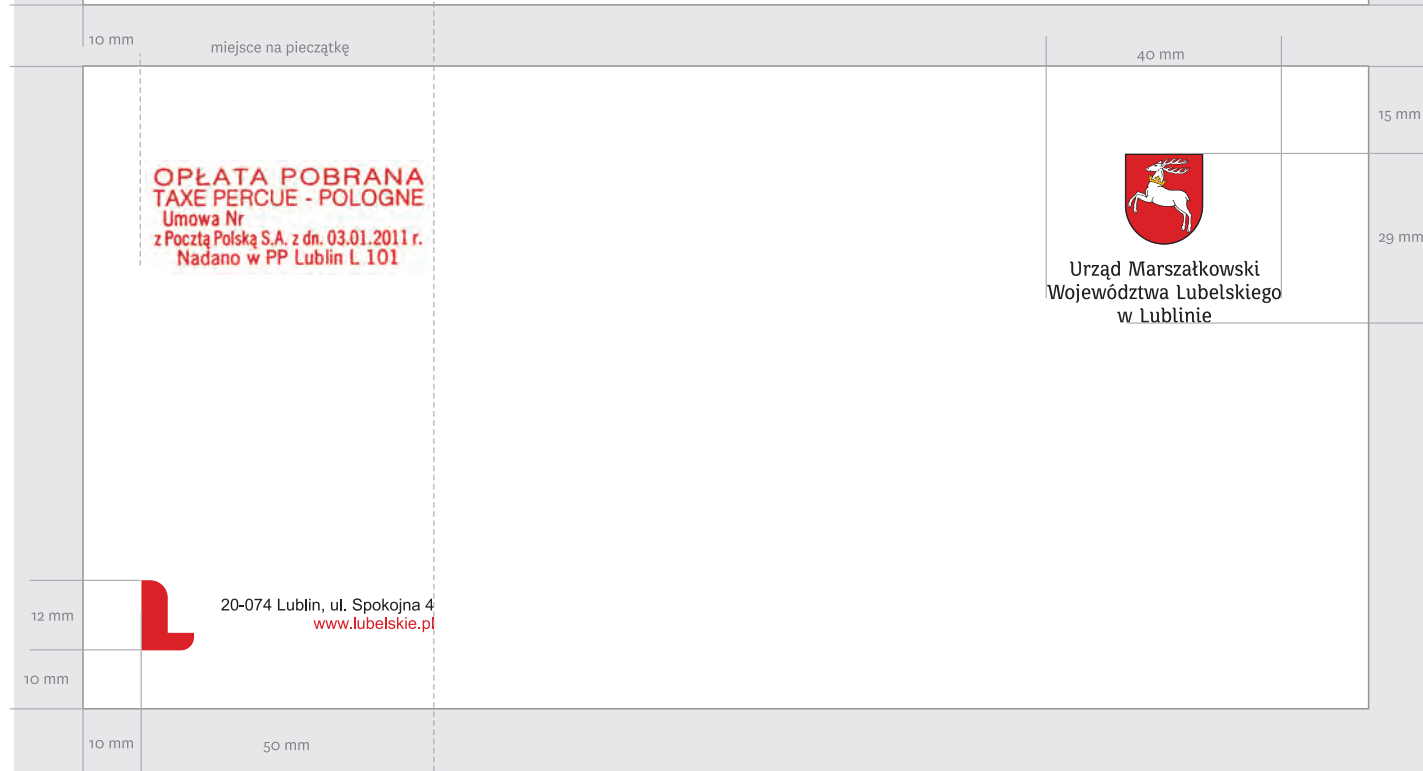 10 mm
miejsce na pieczątkę
40 mm
15 mm
OPŁATA POBRANA
TAXE PERCUE - POLOGNE
Umowa Nr
z Pocztą Polską S.A. z dn. 03.01.2011 r.
Nadano w PP Lublin L 101
29 mm
Urząd Marszałkowski
Województwa Lubelskiego
w Lublinie
12 mm
20-074 Lublin, ul. Spokojna 4
www.lubelskie.pl
10 mm
10 mm
50 mm